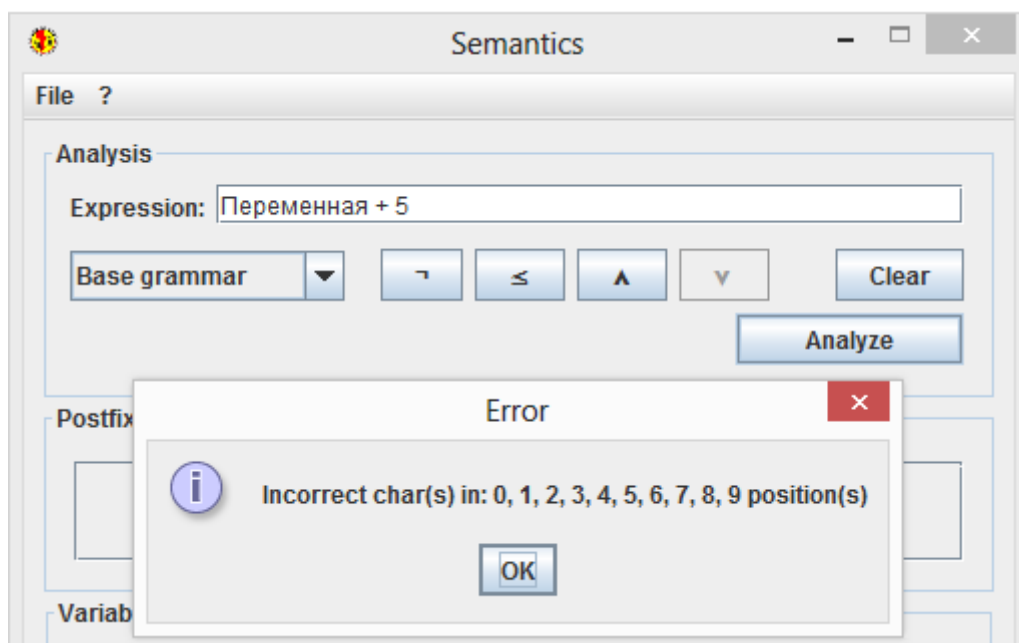 Semantics
File ?
Analysis
Expression: Переменная + 5
Base grammar ¬ ≤ ∧ ∨ Clear
Analyze
Error
Postfix
Incorrect char(s) in: 0, 1, 2, 3, 4, 5, 6, 7, 8, 9 position(s)
OK
Variab